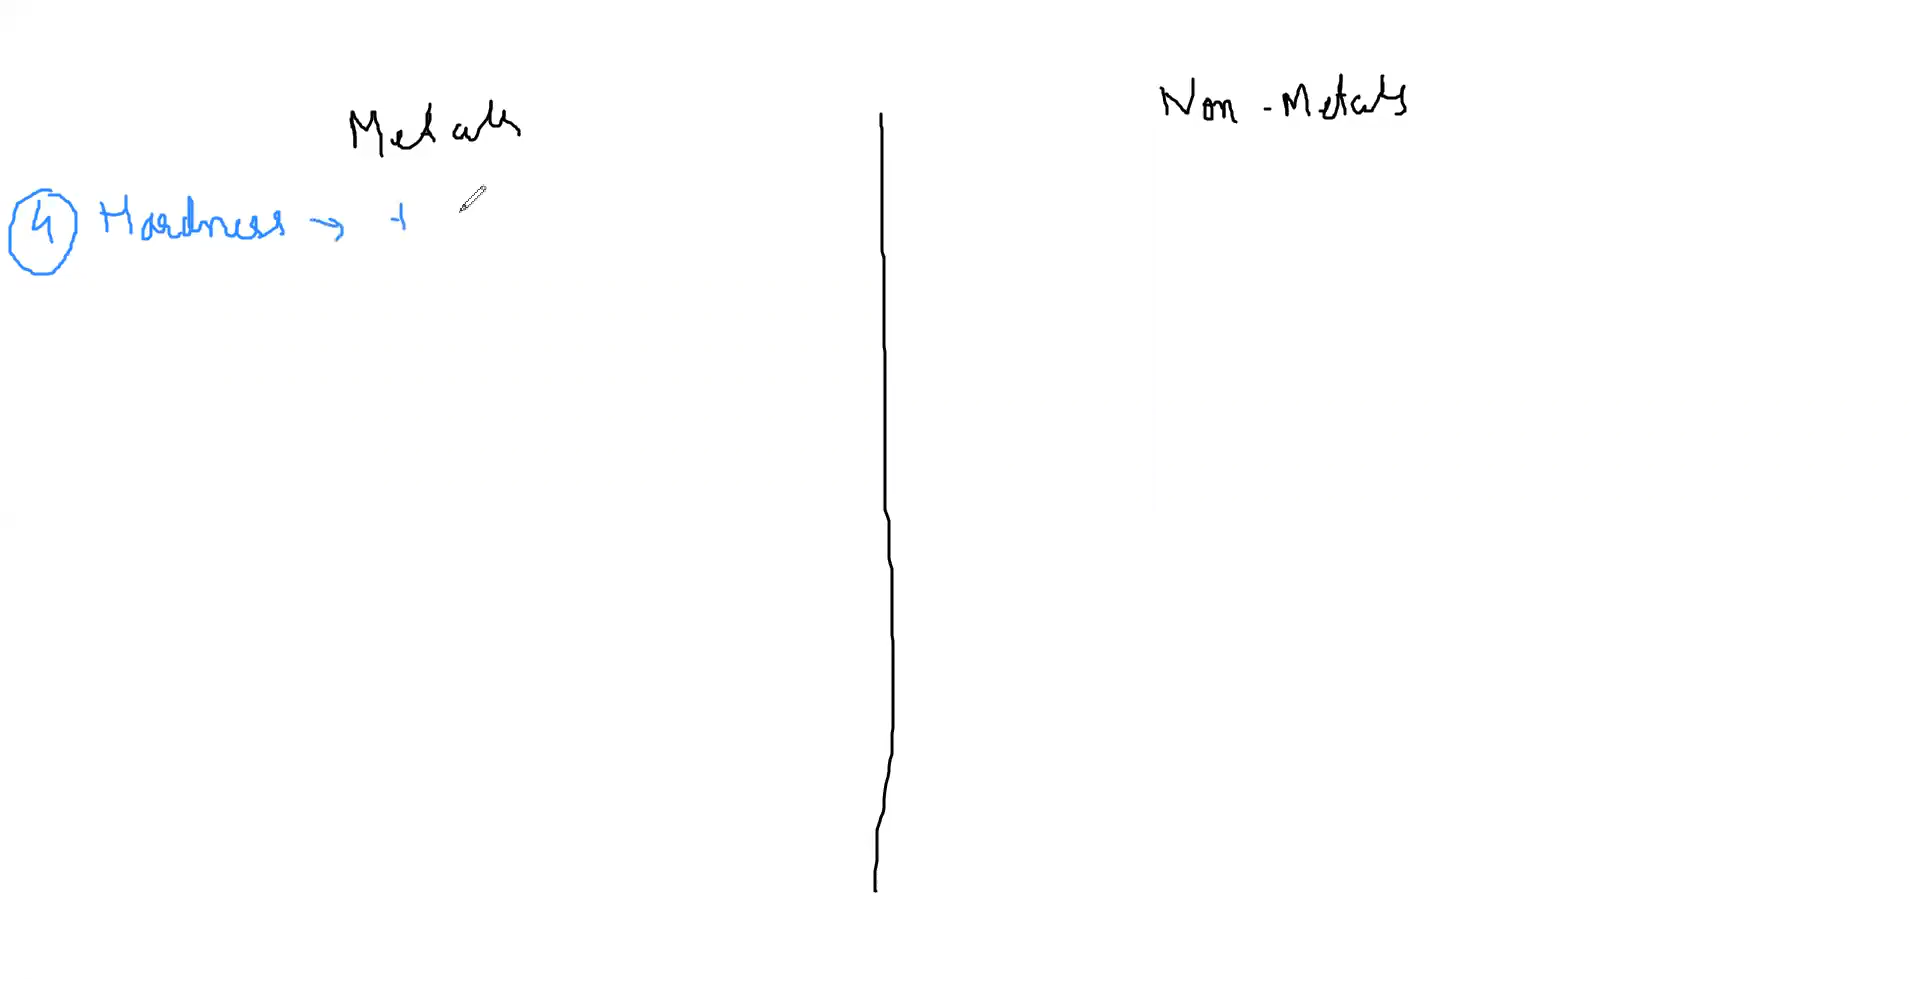 Metals
Non-Metals
④ Hardness →